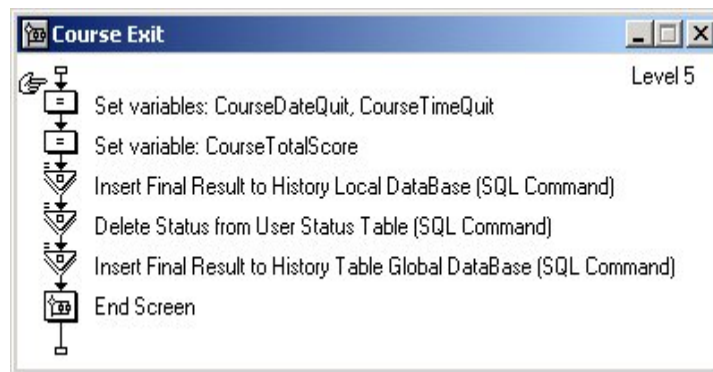 Course Exit
Level 5
Set variables: CourseDateQuit, CourseTimeQuit
Set variable: CourseTotalScore
Insert Final Result to History Local DataBase (SQL Command)
Delete Status from User Status Table (SQL Command)
Insert Final Result to History Table Global DataBase (SQL Command)
End Screen